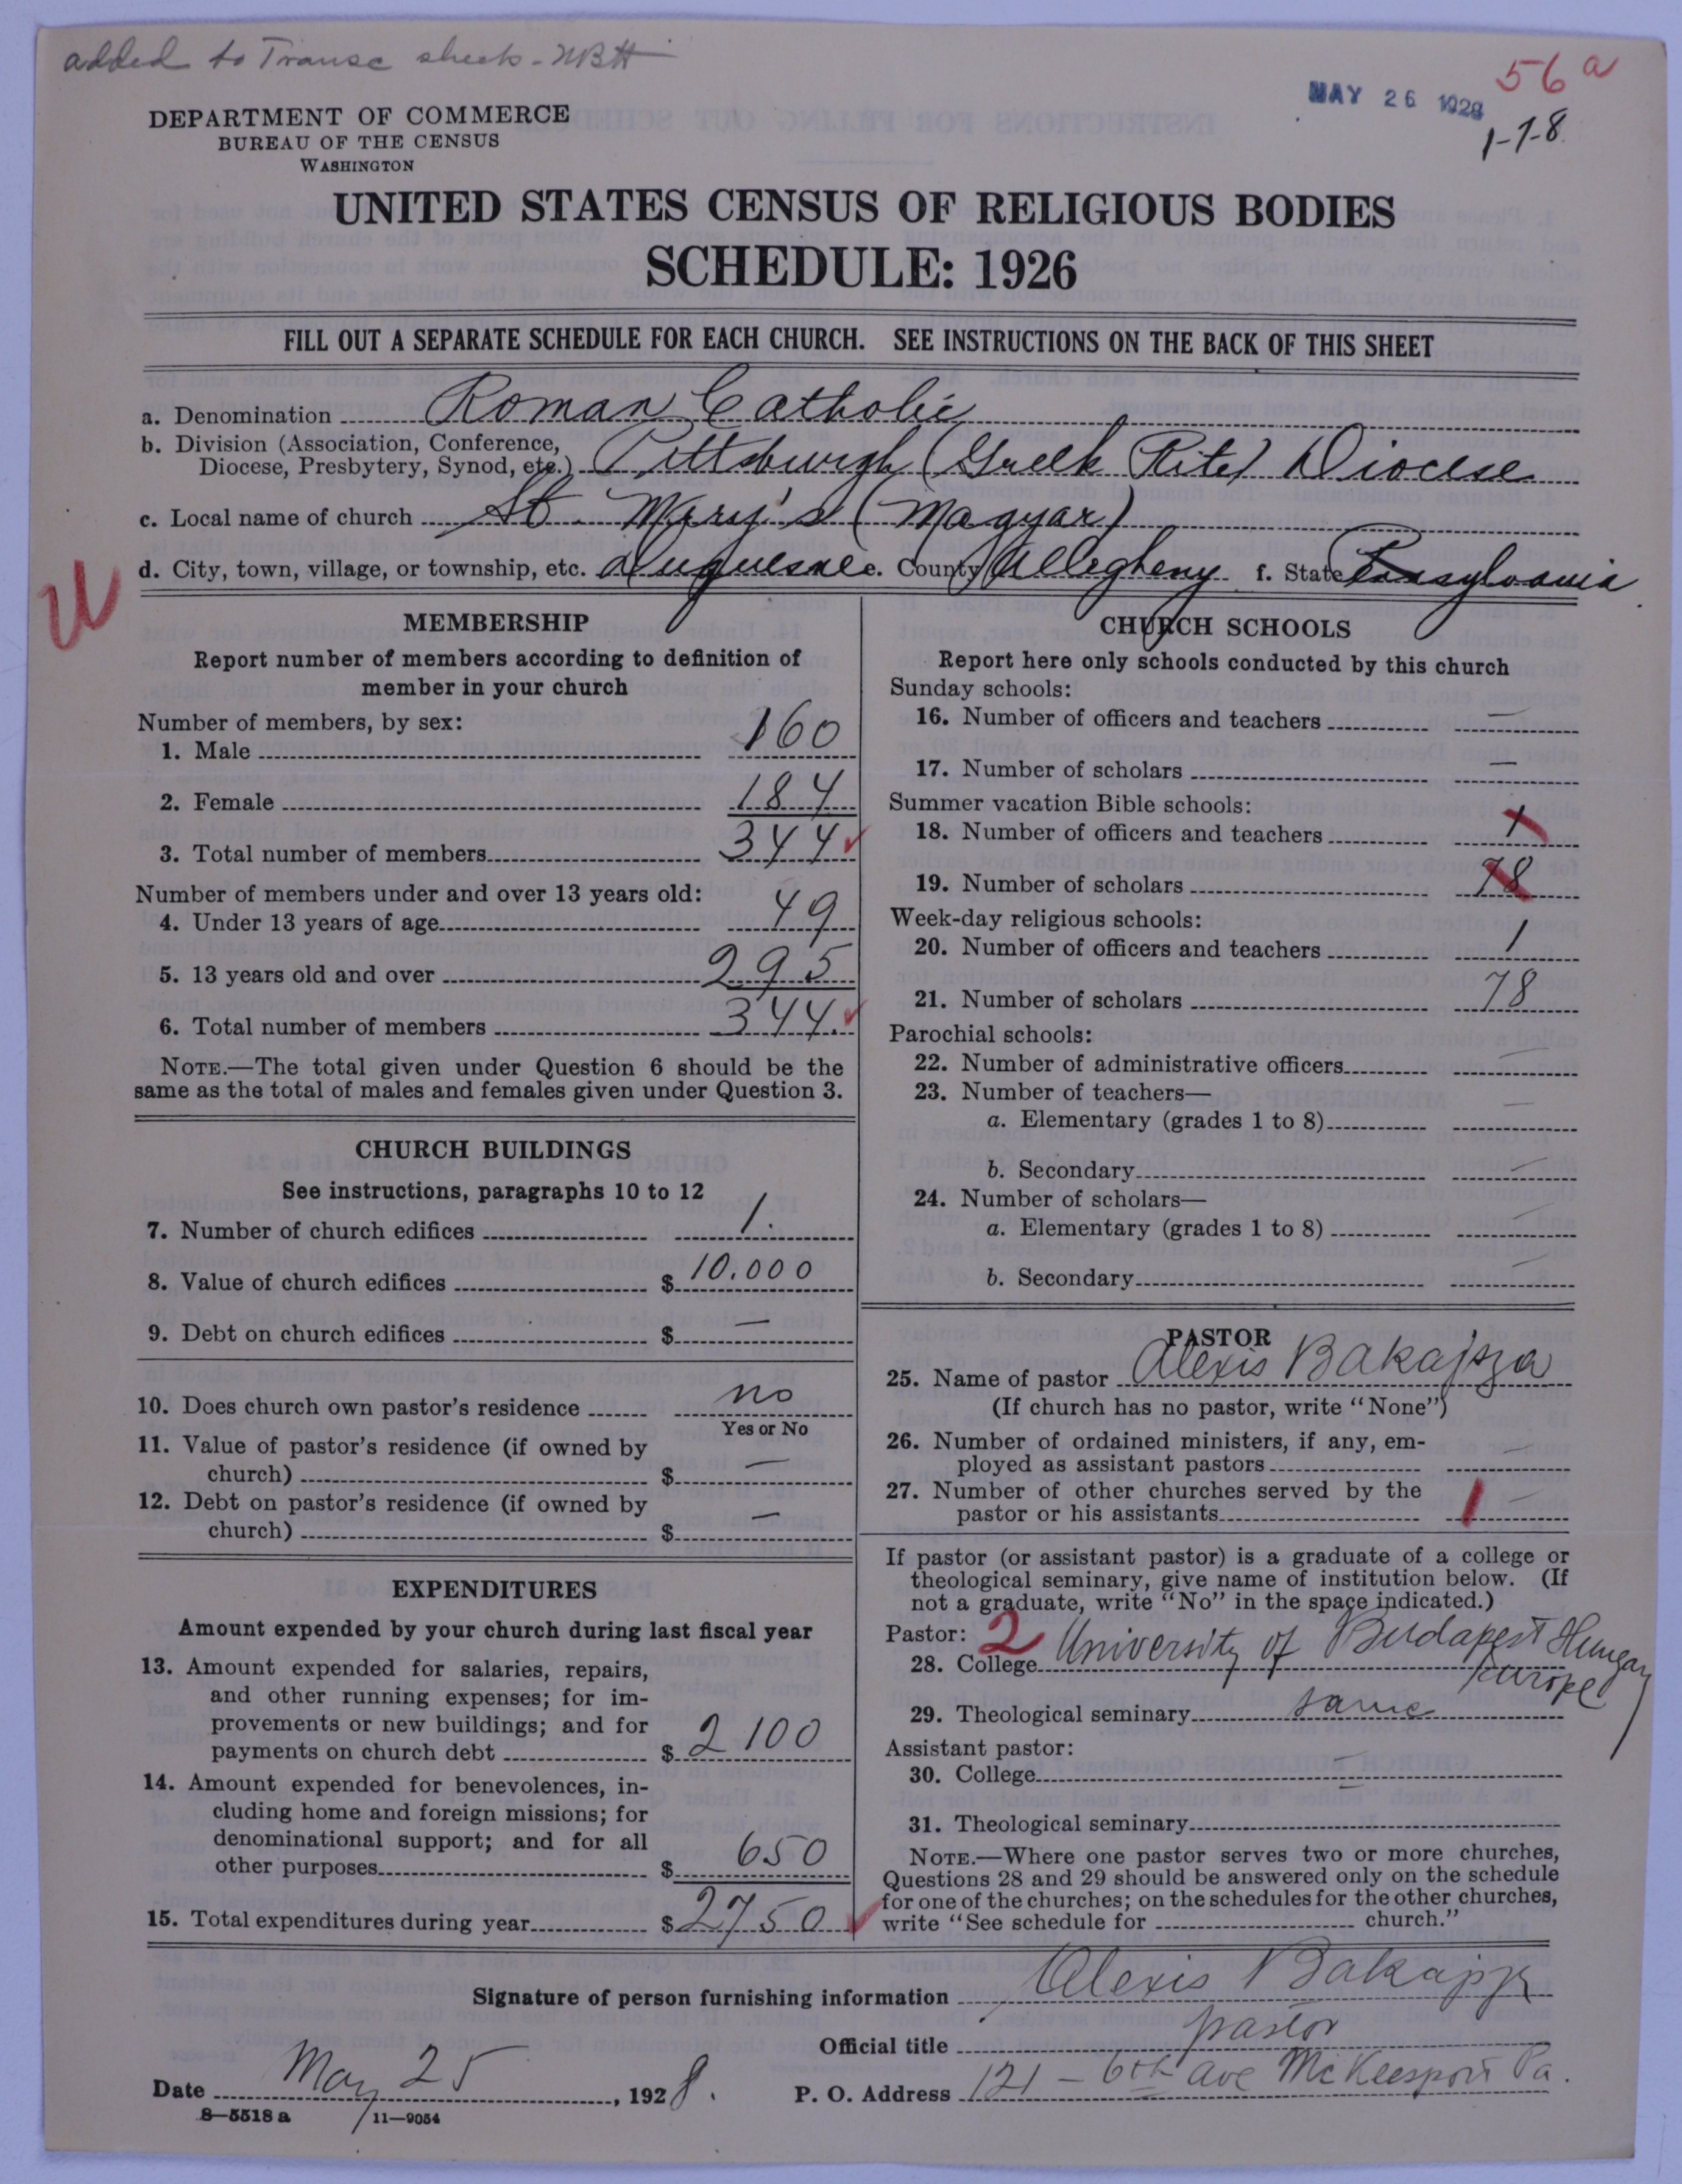 added to Transc sheets - NBH
56 a
MAY 26 1928
1-7-8
DEPARTMENT OF COMMERCE
BUREAU OF THE CENSUS
WASHINGTON
UNITED STATES CENSUS OF RELIGIOUS BODIES
SCHEDULE: 1926
FILL OUT A SEPARATE SCHEDULE FOR EACH CHURCH. SEE INSTRUCTIONS ON THE BACK OF THIS SHEET
a. Denomination Roman Catholic
b. Division (Association, Conference,
Diocese, Presbytery, Synod, etc.) Pittsburgh (Greek Rite) Diocese
c. Local name of church St. Mary's (Magyar)
d. City, town, village, or township, etc. Duquesne e. County Allegheny f. State Pennsylvania
MEMBERSHIP
Report number of members according to definition of
member in your church
Number of members, by sex:
1. Male 160
2. Female 184
3. Total number of members 344
Number of members under and over 13 years old:
4. Under 13 years of age 49
5. 13 years old and over 295
6. Total number of members 344
NOTE.—The total given under Question 6 should be the
same as the total of males and females given under Question 3.
CHURCH BUILDINGS
See instructions, paragraphs 10 to 12
7. Number of church edifices 1.
8. Value of church edifices $ 10.000
9. Debt on church edifices $ —
10. Does church own pastor's residence no
Yes or No
11. Value of pastor's residence (if owned by
church) $ —
12. Debt on pastor's residence (if owned by
church) $ —
EXPENDITURES
Amount expended by your church during last fiscal year
13. Amount expended for salaries, repairs,
and other running expenses; for im-
provements or new buildings; and for
payments on church debt $ 2100
14. Amount expended for benevolences, in-
cluding home and foreign missions; for
denominational support; and for all
other purposes $ 650
15. Total expenditures during year $ 2750
CHURCH SCHOOLS
Report here only schools conducted by this church
Sunday schools:
16. Number of officers and teachers —
17. Number of scholars —
Summer vacation Bible schools:
18. Number of officers and teachers 1
19. Number of scholars 78
Week-day religious schools:
20. Number of officers and teachers 1
21. Number of scholars 78
Parochial schools:
22. Number of administrative officers —
23. Number of teachers— —
a. Elementary (grades 1 to 8)
b. Secondary —
24. Number of scholars— —
a. Elementary (grades 1 to 8)
b. Secondary —
PASTOR
25. Name of pastor Alexis Bakajsza
(If church has no pastor, write "None")
26. Number of ordained ministers, if any, em-
ployed as assistant pastors —
27. Number of other churches served by the
pastor or his assistants 1 —
If pastor (or assistant pastor) is a graduate of a college or
theological seminary, give name of institution below. (If
not a graduate, write "No" in the space indicated.)
Pastor: 2
28. College University of Budapest Hungary
Europe
29. Theological seminary same
Assistant pastor:
30. College —
31. Theological seminary
NOTE.—Where one pastor serves two or more churches,
Questions 28 and 29 should be answered only on the schedule
for one of the churches; on the schedules for the other churches,
write "See schedule for church."
Signature of person furnishing information Alexis
Official title pastor
Date May 25, 1928. P. O. Address 121 - 6th ave McKeesport Pa.
8—5518 a 11—9054